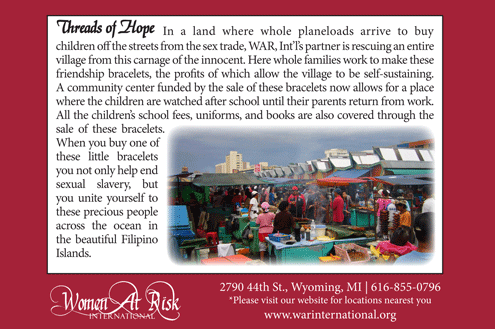 Threads of Hope In a land where whole planeloads arrive to buy
children off the streets from the sex trade, WAR, Int'l's partner is rescuing an entire
village from this carnage of the innocent. Here whole families work to make these
friendship bracelets, the profits of which allow the village to be self-sustaining.
A community center funded by the sale of these bracelets now allows for a place
where the children are watched after school until their parents return from work.
All the children's school fees, uniforms, and books are also covered through the
sale of these bracelets.
When you buy one of
these little bracelets
you not only help end
sexual slavery, but
you unite yourself to
these precious people
across the ocean in
the beautiful Filipino
Islands.
Women At Risk
INTERNATIONAL
2790 44th St., Wyoming, MI | 616-855-0796
*Please visit our website for locations nearest you
www.warinternational.org